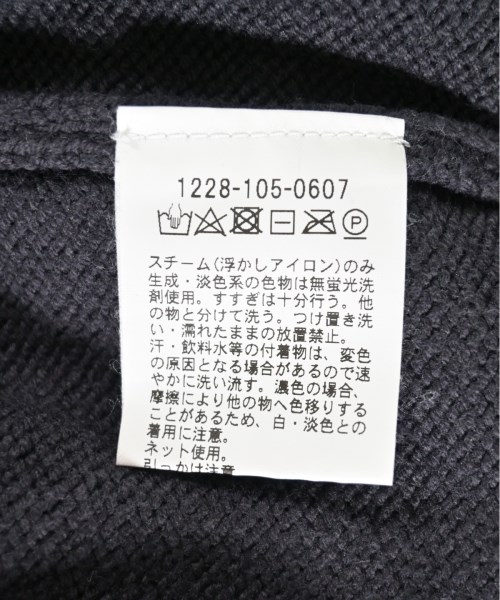 1228-105-0607
P
スチーム(浮かしアイロン)のみ
生成・淡色系の色物は無蛍光洗
剤使用。すすぎは十分行う。他
の物と分けて洗う。つけ置き洗
い・濡れたままの放置禁止。
汗・飲料水等の付着物は、変色
の原因となる場合があるので速
やかに洗い流す。濃色の場合、
摩擦により他の物へ色移りする
ことがあるため、白・淡色との
着用に注意。
ネット使用。
引っかけ注意